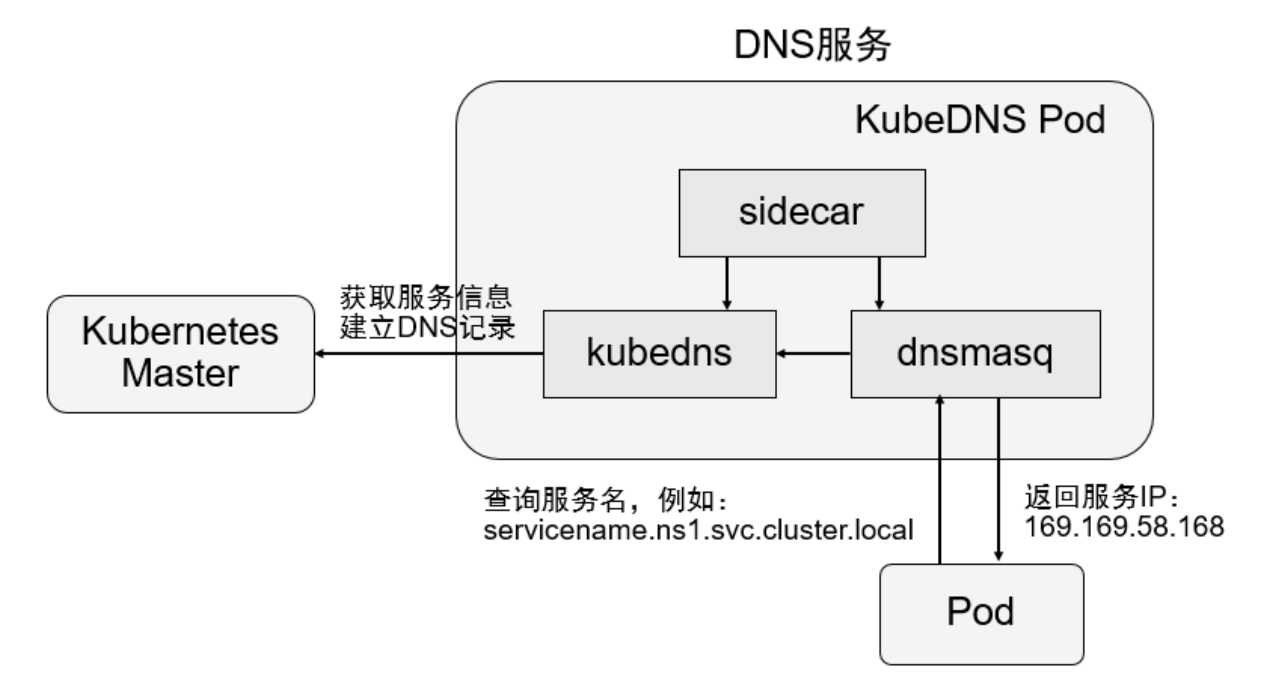 DNS服务
KubeDNS Pod
sidecar
获取服务信息
建立DNS记录
Kubernetes
Master
kubedns
dnsmasq
查询服务名，例如：
servicename.ns1.svc.cluster.local
返回服务IP：
169.169.58.168
Pod